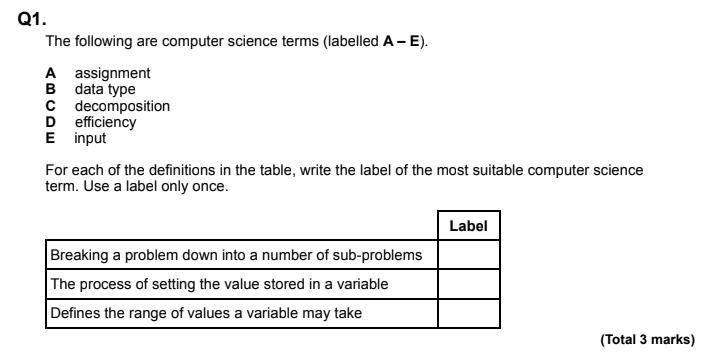 Q1.
The following are computer science terms (labelled A – E).
A assignment
B data type
C decomposition
D efficiency
E input
For each of the definitions in the table, write the label of the most suitable computer science
term. Use a label only once.
Label
Breaking a problem down into a number of sub-problems
The process of setting the value stored in a variable
Defines the range of values a variable may take
(Total 3 marks)